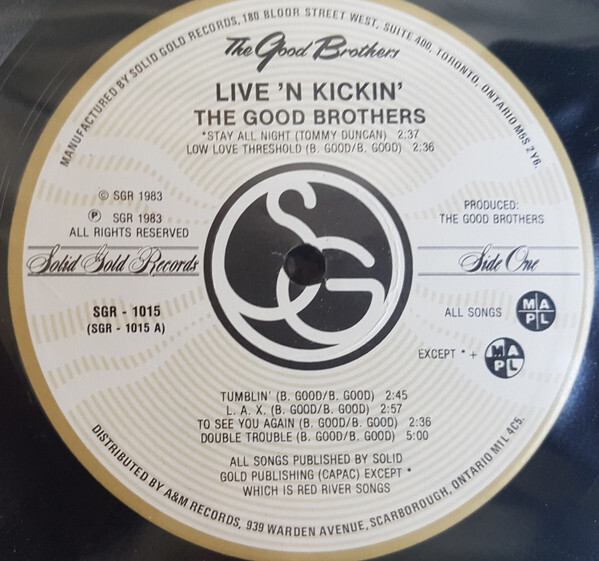 MANUFACTURED BY SOLID GOLD RECORDS, 180 BLOOR STREET WEST, SUITE 400, TORONTO, ONTARIO M5S 2Y6.
The Good Brothers
LIVE 'N KICKIN'
THE GOOD BROTHERS
*STAY ALL NIGHT (TOMMY DUNCAN) 2:37
LOW LOVE THRESHOLD (B. GOOD/B. GOOD) 2:36
© SGR 1983
℗ SGR 1983
ALL RIGHTS RESERVED
PRODUCED:
THE GOOD BROTHERS
Solid Gold Records
Side One
SGR - 1015
(SGR - 1015 A)
SG
ALL SONGS
M A
P L
EXCEPT * +
M A
P L
TUMBLIN' (B. GOOD/B. GOOD) 2:45
L. A. X. (B. GOOD/B. GOOD) 2:57
TO SEE YOU AGAIN (B. GOOD/B. GOOD) 2:36
DOUBLE TROUBLE (B. GOOD/B. GOOD) 5:00
ALL SONGS PUBLISHED BY SOLID
GOLD PUBLISHING (CAPAC) EXCEPT *
WHICH IS RED RIVER SONGS
DISTRIBUTED BY A&M RECORDS, 939 WARDEN AVENUE, SCARBOROUGH, ONTARIO M1L 4C5.